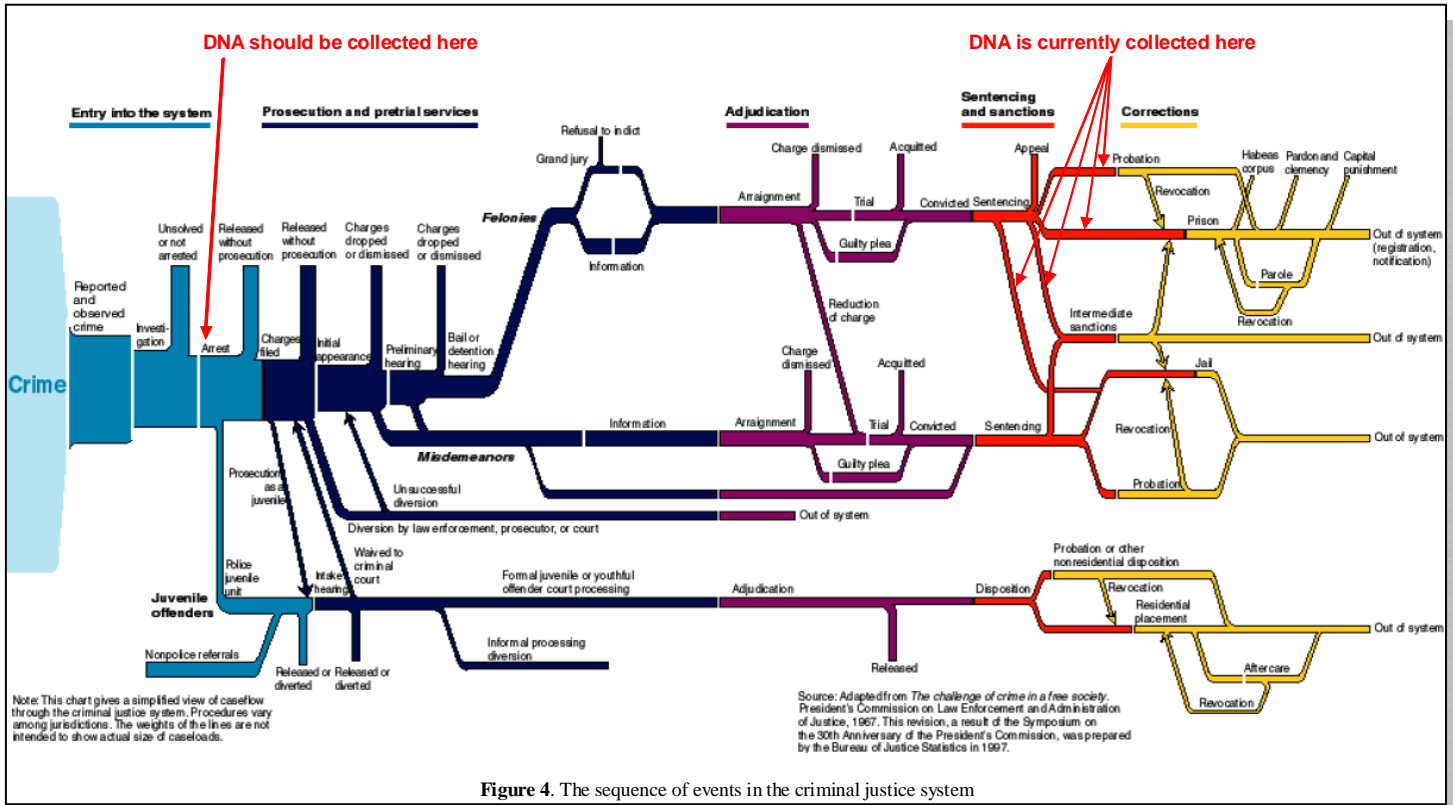 DNA should be collected here
DNA is currently collected here
Entry into the system
Prosecution and pretrial services
Adjudication
Sentencing
and sanctions
Corrections
Refusal to indict
Grand jury
Charge dismissed
Acquitted
Appeal
Probation
Habeas
corpus
Pardon and
clemency
Capital
punishment
Revocation
Arraignment
Trial
Convicted
Sentencing
Prison
Felonies
Guilty plea
Information
Out of system
(registration,
notification)
Unsolved
or not
arrested
Released
without
prosecution
Released
without
prosecution
Charges
dropped
or dismissed
Charges
dropped
or dismissed
Parole
Revocation
Reported
and
observed
crime
Investi-
gation
Arrest
Charges
filed
Initial
appearance
Preliminary
hearing
Bail or
detention
hearing
Reduction
of charge
Intermediate
sanctions
Out of system
Crime
Charge
dismissed
Acquitted
Jail
Information
Arraignment
Trial
Convicted
Sentencing
Revocation
Out of system
Misdemeanors
Guilty plea
Probation
Prosecution
as a
juvenile
Unsuccessful
diversion
Out of system
Diversion by law enforcement, prosecutor, or court
Waived to
criminal
court
Police
juvenile
unit
Intake
hearing
Formal juvenile or youthful
offender court processing
Adjudication
Disposition
Probation or other
nonresidential disposition
Revocation
Residential
placement
Out of system
Juvenile
offenders
Nonpolice referrals
Released or
diverted
Released or
diverted
Informal processing
diversion
Released
Aftercare
Revocation
Note: This chart gives a simplified view of caseflow
through the criminal justice system. Procedures vary
among jurisdictions. The weights of the lines are not
intended to show actual size of caseloads.
Source: Adapted from The challenge of crime in a free society.
President's Commission on Law Enforcement and Administration
of Justice, 1967. This revision, a result of the Symposium on
the 30th Anniversary of the President's Commission, was prepared
by the Bureau of Justice Statistics in 1997.
Figure 4. The sequence of events in the criminal justice system